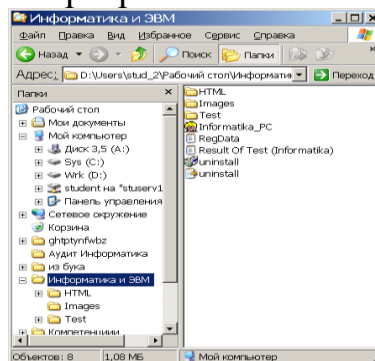 Информатика и ЭВМ
Файл Правка Вид Избранное Сервис Справка
Назад Поиск Папки
Адрес: D:\Users\stud_2\Рабочий стол\Информати Переход
Папки
Рабочий стол
Мои документы
Мой компьютер
Диск 3,5 (A:)
Sys (C:)
Wrk (D:)
student на "stuserv1
Панель управления
Сетевое окружение
Корзина
ghtptynfwbz
Аудит Информатика
из бука
Информатика и ЭВМ
HTML
Images
Test
Компетенциии
HTML
Images
Test
Informatika_PC
RegData
Result Of Test (Informatika)
uninstall
uninstall
Объектов: 8 1,08 МБ Мой компьютер